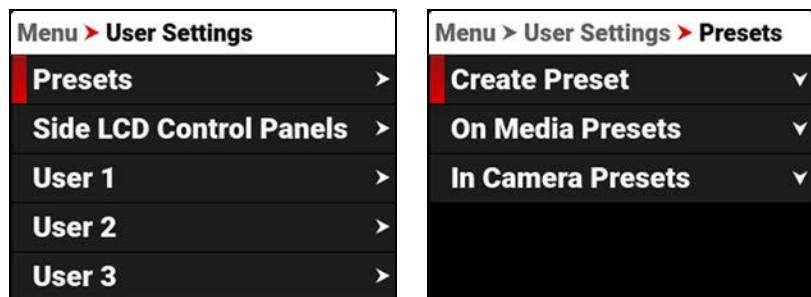 Menu > User Settings
Presets >
Side LCD Control Panels >
User 1 >
User 2 >
User 3 >
Menu > User Settings > Presets
Create Preset
On Media Presets
In Camera Presets